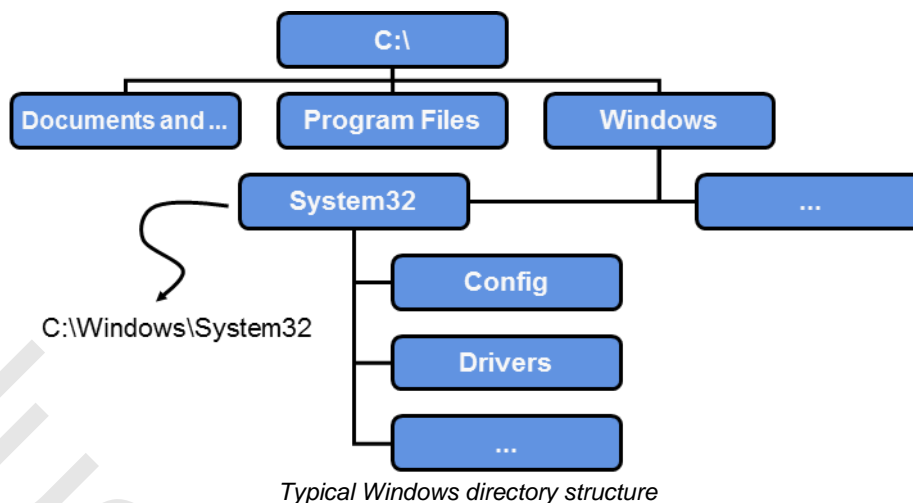 C:\
Documents and ...
Program Files
Windows
System32
...
Config
C:\Windows\System32
Drivers
...
Typical Windows directory structure